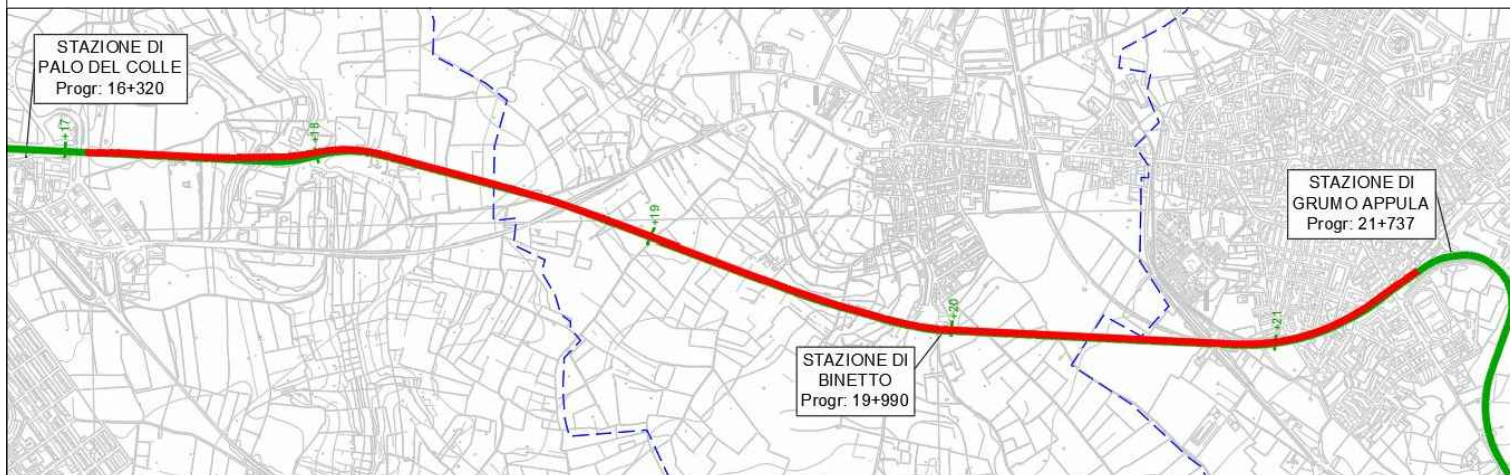 STAZIONE DI
PALO DEL COLLE
Progr: 16+320
+17
+18
+19
STAZIONE DI
GRUMO APPULA
Progr: 21+737
+20
+21
STAZIONE DI
BINETTO
Progr: 19+990